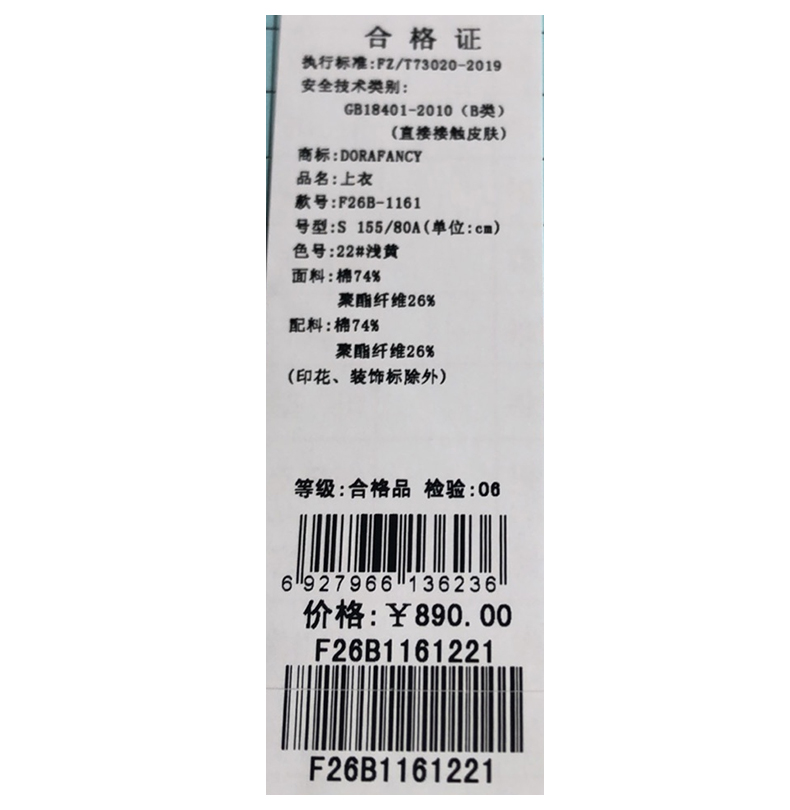 合格证
执行标准:FZ/T73020-2019
安全技术类别:
GB18401-2010（B类）
(直接接触皮肤)
商标:DORAFANCY
品名:上衣
款号:F26B-1161
号型:S 155/80A(单位:cm)
色号:22#浅黄
面料:棉74%
聚酯纤维26%
配料:棉74%
聚酯纤维26%
(印花、装饰标除外)
等级:合格品 检验:06
6 927966 136236
价格:￥890.00
F26B1161221
F26B1161221